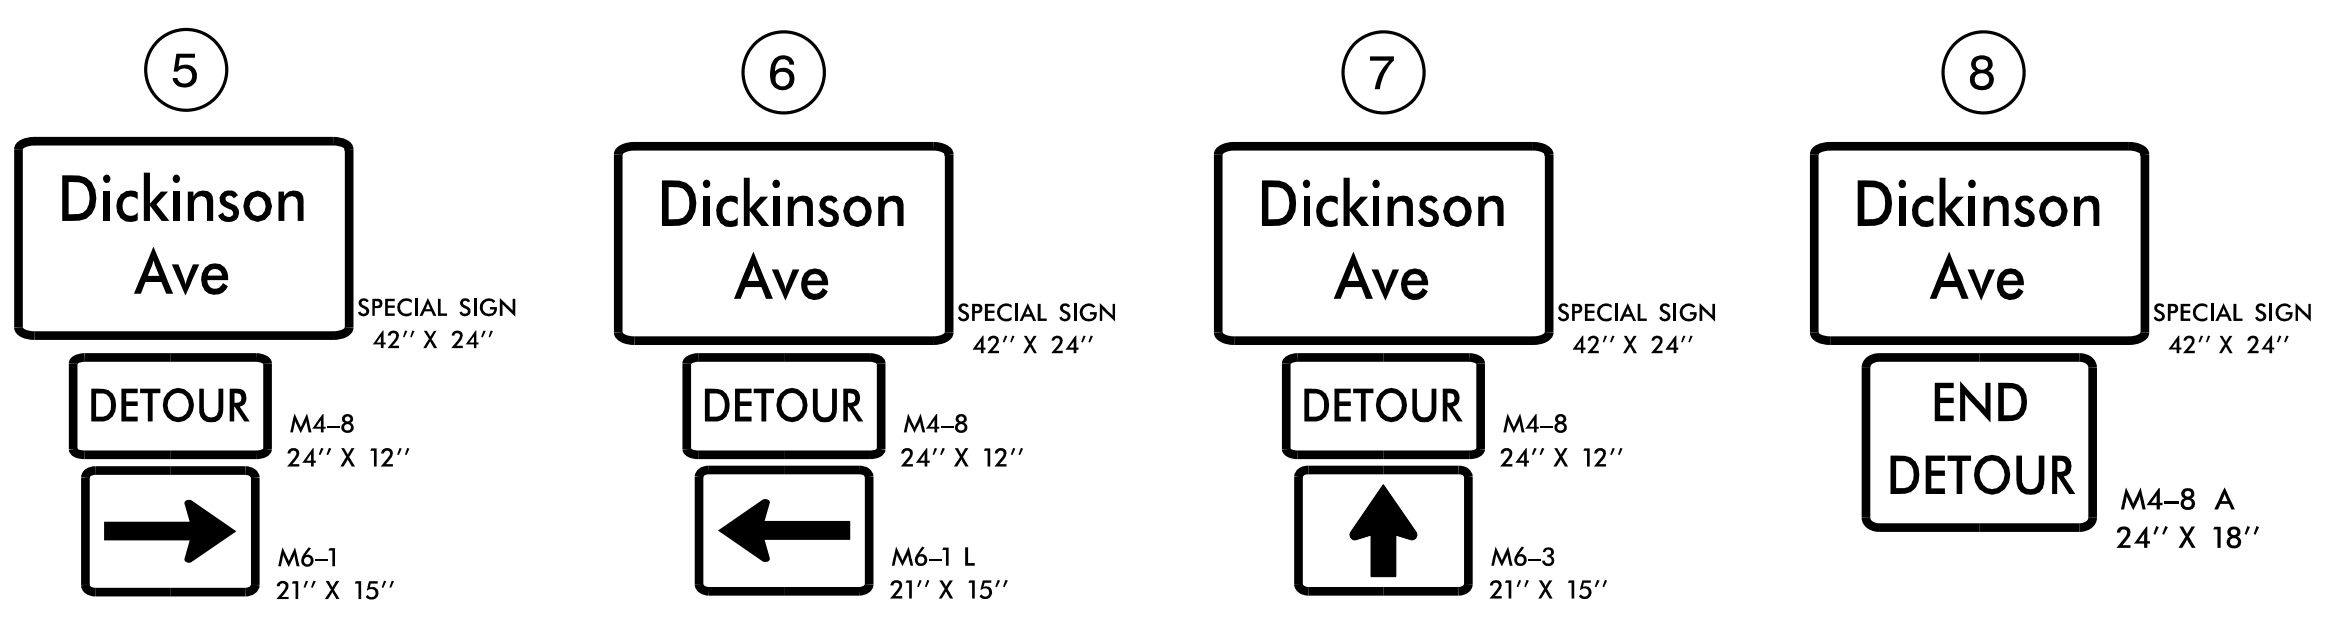 5
Dickinson
Ave
SPECIAL SIGN
42'' X 24''
DETOUR
M4–8
24'' X 12''
M6–1
21'' X 15''
6
Dickinson
Ave
SPECIAL SIGN
42'' X 24''
DETOUR
M4–8
24'' X 12''
M6–1 L
21'' X 15''
7
Dickinson
Ave
SPECIAL SIGN
42'' X 24''
DETOUR
M4–8
24'' X 12''
M6–3
21'' X 15''
8
Dickinson
Ave
SPECIAL SIGN
42'' X 24''
END
DETOUR
M4–8 A
24'' X 18''